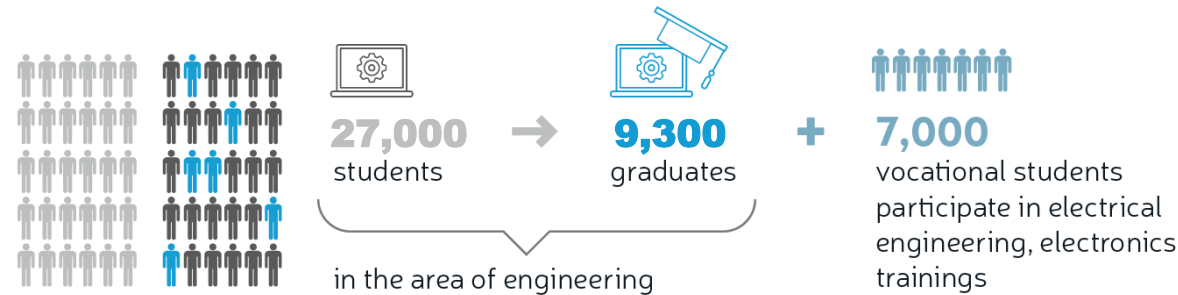 27,000
students
9,300
graduates
in the area of engineering
+
7,000
vocational students
participate in electrical
engineering, electronics
trainings